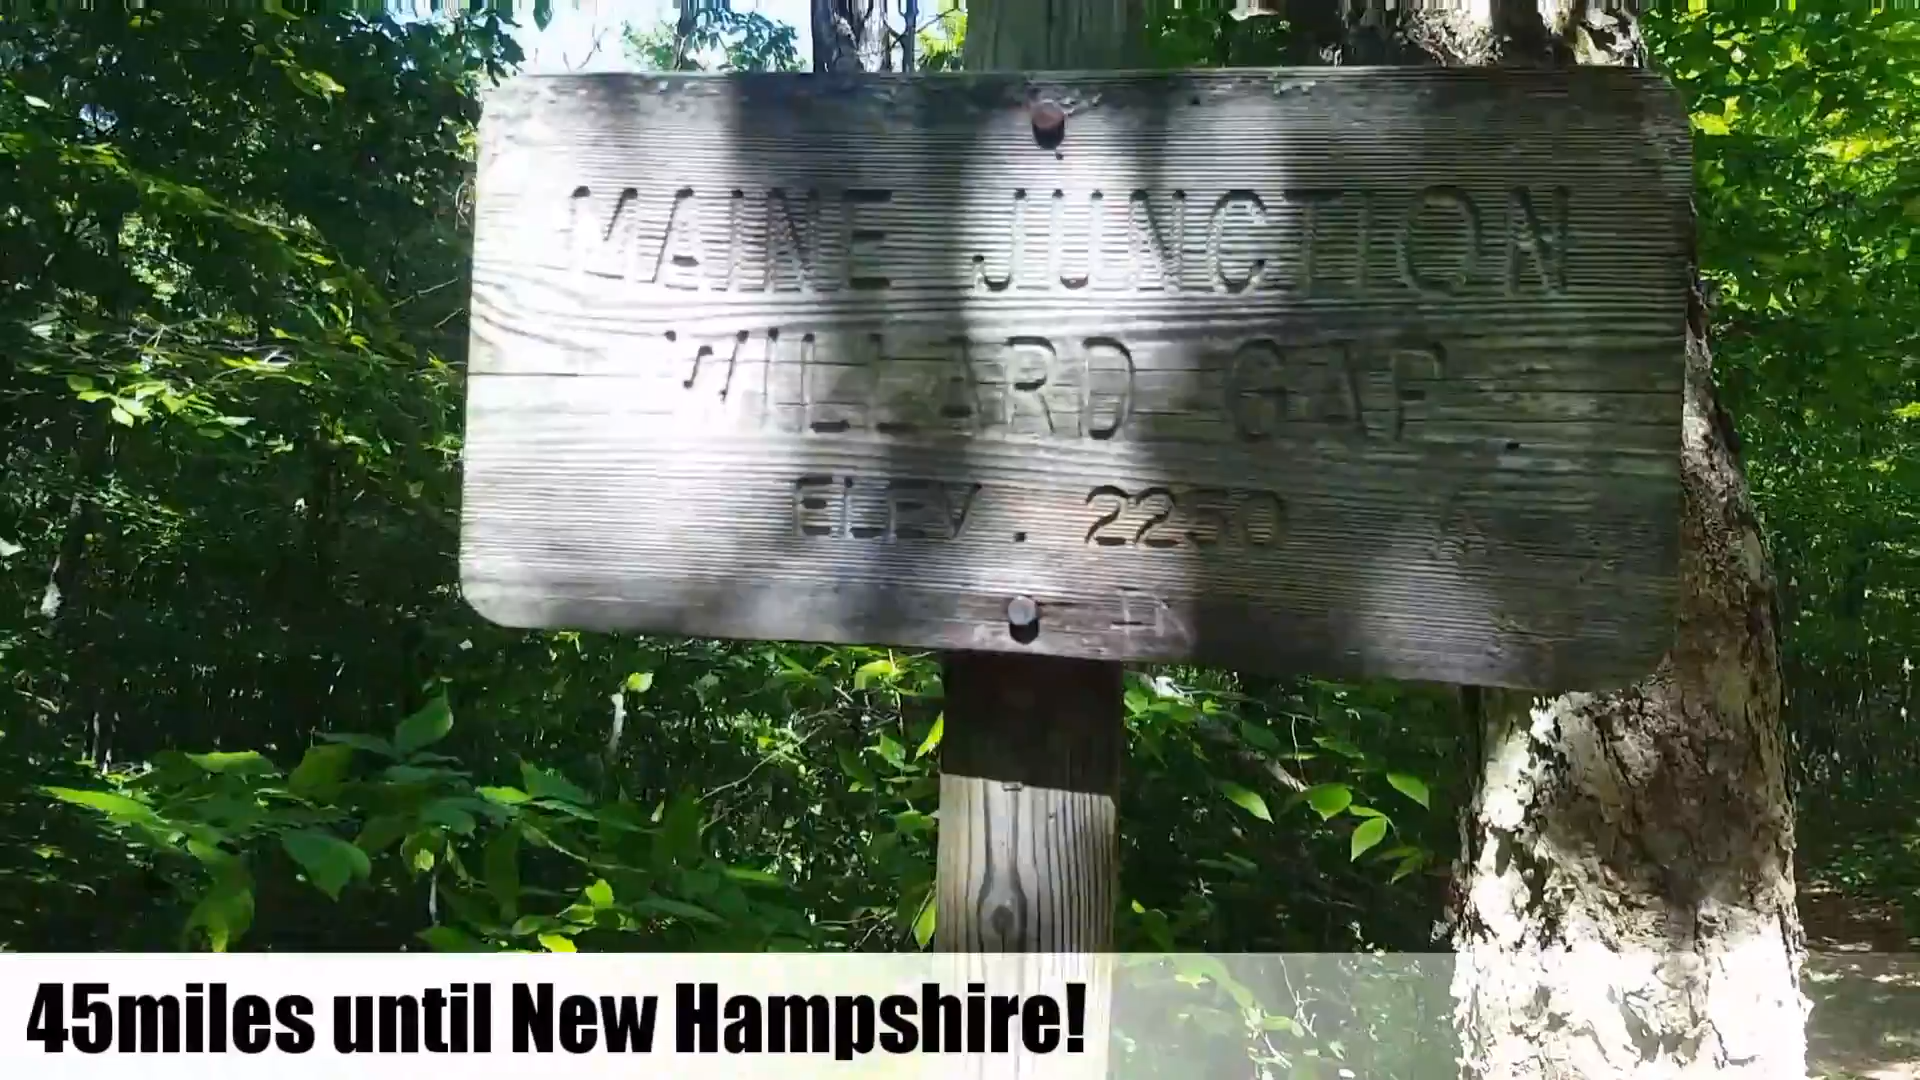 MAINE JUNCTION
WILLARD GAP
ELEV. 2250
45miles until New Hampshire!